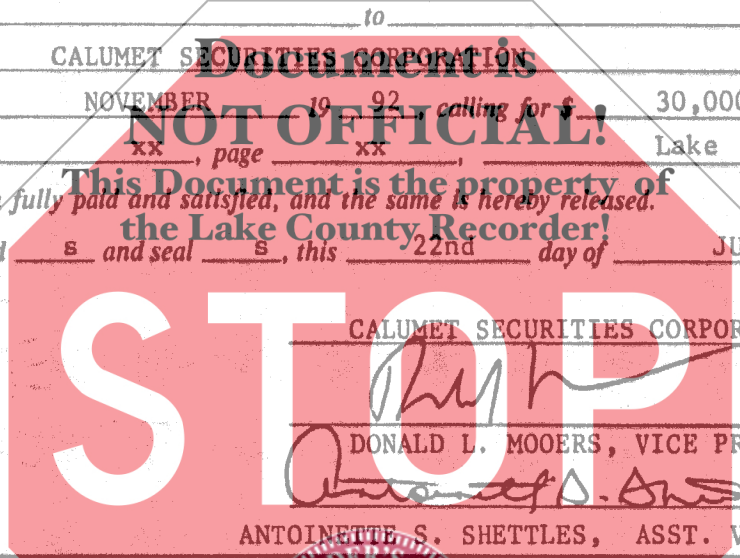 to
CALUMET SECURITIES CORPORATION
Document is
NOVEMBER 19 92, calling for $ 30,000
NOT OFFICIAL!
xx, page xx, Lake
This Document is the property of
fully paid and satisfied, and the same is hereby released.
the Lake County Recorder!
s and seal s, this 22nd day of JU
STOP
CALUMET SECURITIES CORPOR
DONALD L. MOOERS, VICE PR
ANTOINETTE S. SHETTLES, ASST. V